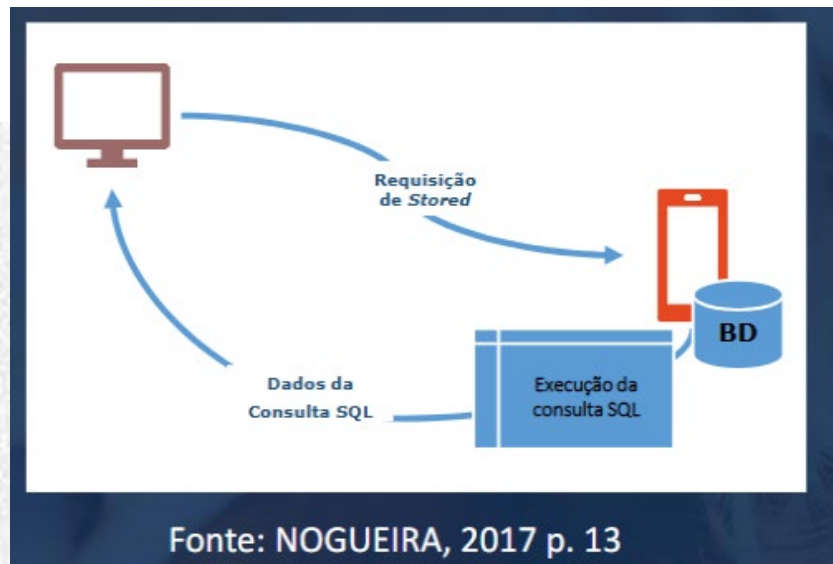 Requisição
de Stored
BD
Execução da
consulta SQL
Dados da
Consulta SQL
Fonte: NOGUEIRA, 2017 p. 13